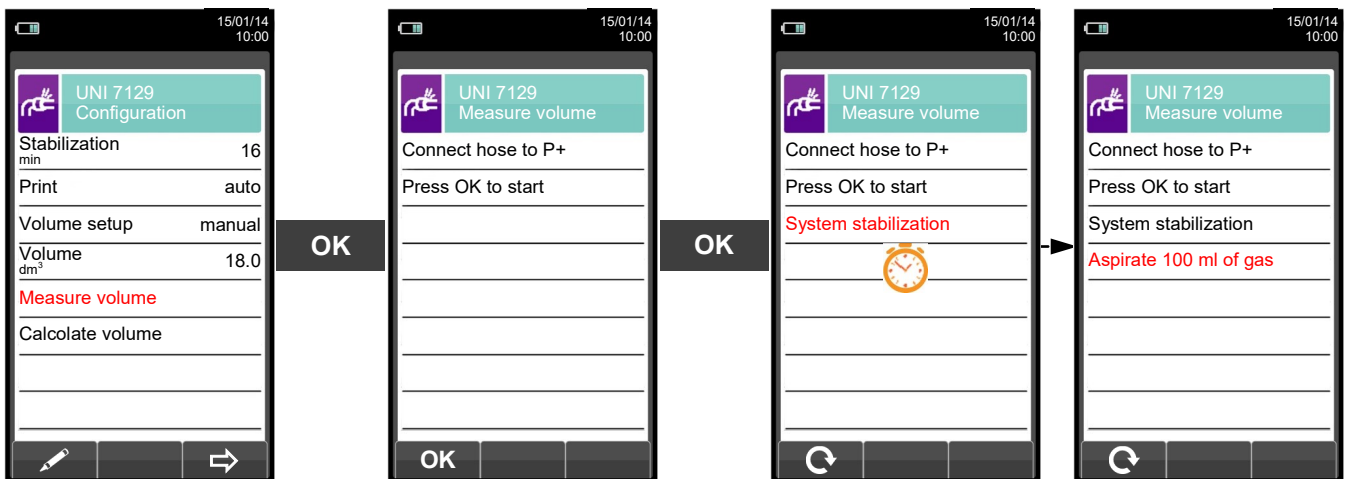 15/01/14
10:00
UNI 7129
Configuration
Stabilization
min
16
Print
auto
Volume setup
manual
Volume
dm³
18.0
Measure volume
Calcolate volume
OK
15/01/14
10:00
UNI 7129
Measure volume
Connect hose to P+
Press OK to start
OK
OK
15/01/14
10:00
UNI 7129
Measure volume
Connect hose to P+
Press OK to start
System stabilization
15/01/14
10:00
UNI 7129
Measure volume
Connect hose to P+
Press OK to start
System stabilization
Aspirate 100 ml of gas